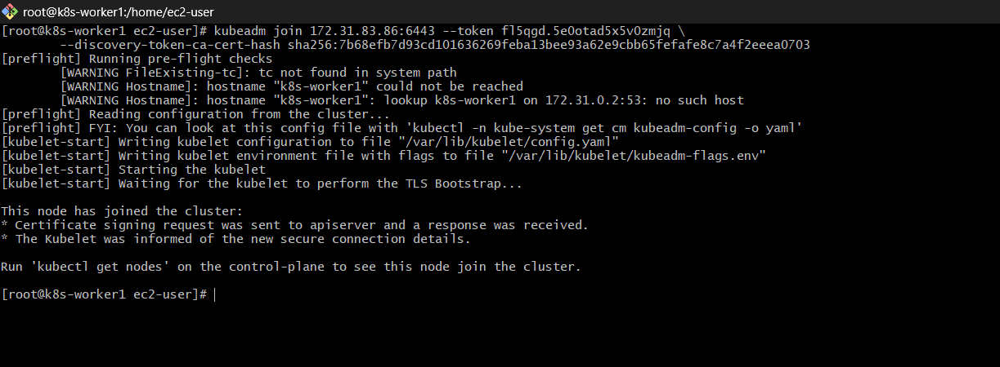 root@k8s-worker1:/home/ec2-user
[root@k8s-worker1 ec2-user]# kubeadm join 172.31.83.86:6443 --token fl5qgd.5e0otad5x5v0zmjq \
        --discovery-token-ca-cert-hash sha256:7b68efb7d93cd101636269feba13bee93a62e9cbb65fefafe8c7a4f2eeea0703
[preflight] Running pre-flight checks
        [WARNING FileExisting-tc]: tc not found in system path
        [WARNING Hostname]: hostname "k8s-worker1" could not be reached
        [WARNING Hostname]: hostname "k8s-worker1": lookup k8s-worker1 on 172.31.0.2:53: no such host
[preflight] Reading configuration from the cluster...
[preflight] FYI: You can look at this config file with 'kubectl -n kube-system get cm kubeadm-config -o yaml'
[kubelet-start] Writing kubelet configuration to file "/var/lib/kubelet/config.yaml"
[kubelet-start] Writing kubelet environment file with flags to file "/var/lib/kubelet/kubeadm-flags.env"
[kubelet-start] Starting the kubelet
[kubelet-start] Waiting for the kubelet to perform the TLS Bootstrap...

This node has joined the cluster:
* Certificate signing request was sent to apiserver and a response was received.
* The Kubelet was informed of the new secure connection details.

Run 'kubectl get nodes' on the control-plane to see this node join the cluster.

[root@k8s-worker1 ec2-user]#